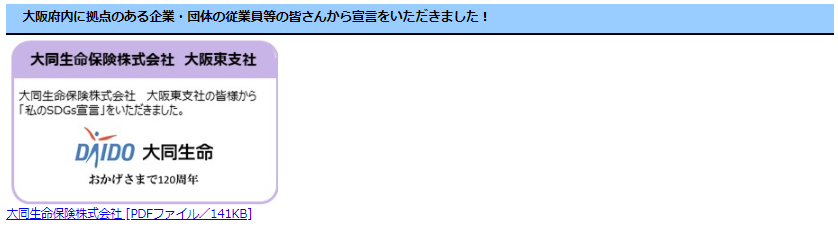 大阪府内に拠点のある企業・団体の従業員等の皆さんから宣言をいただきました！
大同生命保険株式会社　大阪東支社
大同生命保険株式会社　大阪東支社の皆様から
「私のSDGs宣言」をいただきました。
DAIDO 大同生命
おかげさまで120周年
大同生命保険株式会社 [PDFファイル／141KB]